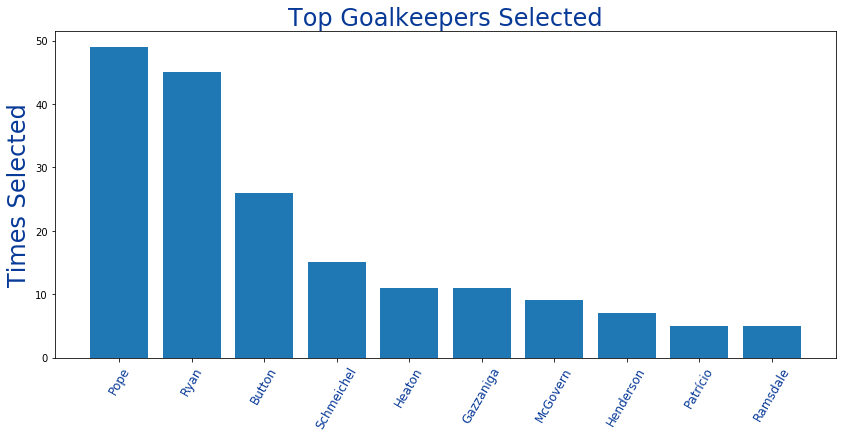 Top Goalkeepers Selected
Times Selected
50
40
30
20
10
0
Pope
Ryan
Button
Schmeichel
Heaton
Gazzaniga
McGovern
Henderson
Patrício
Ramsdale